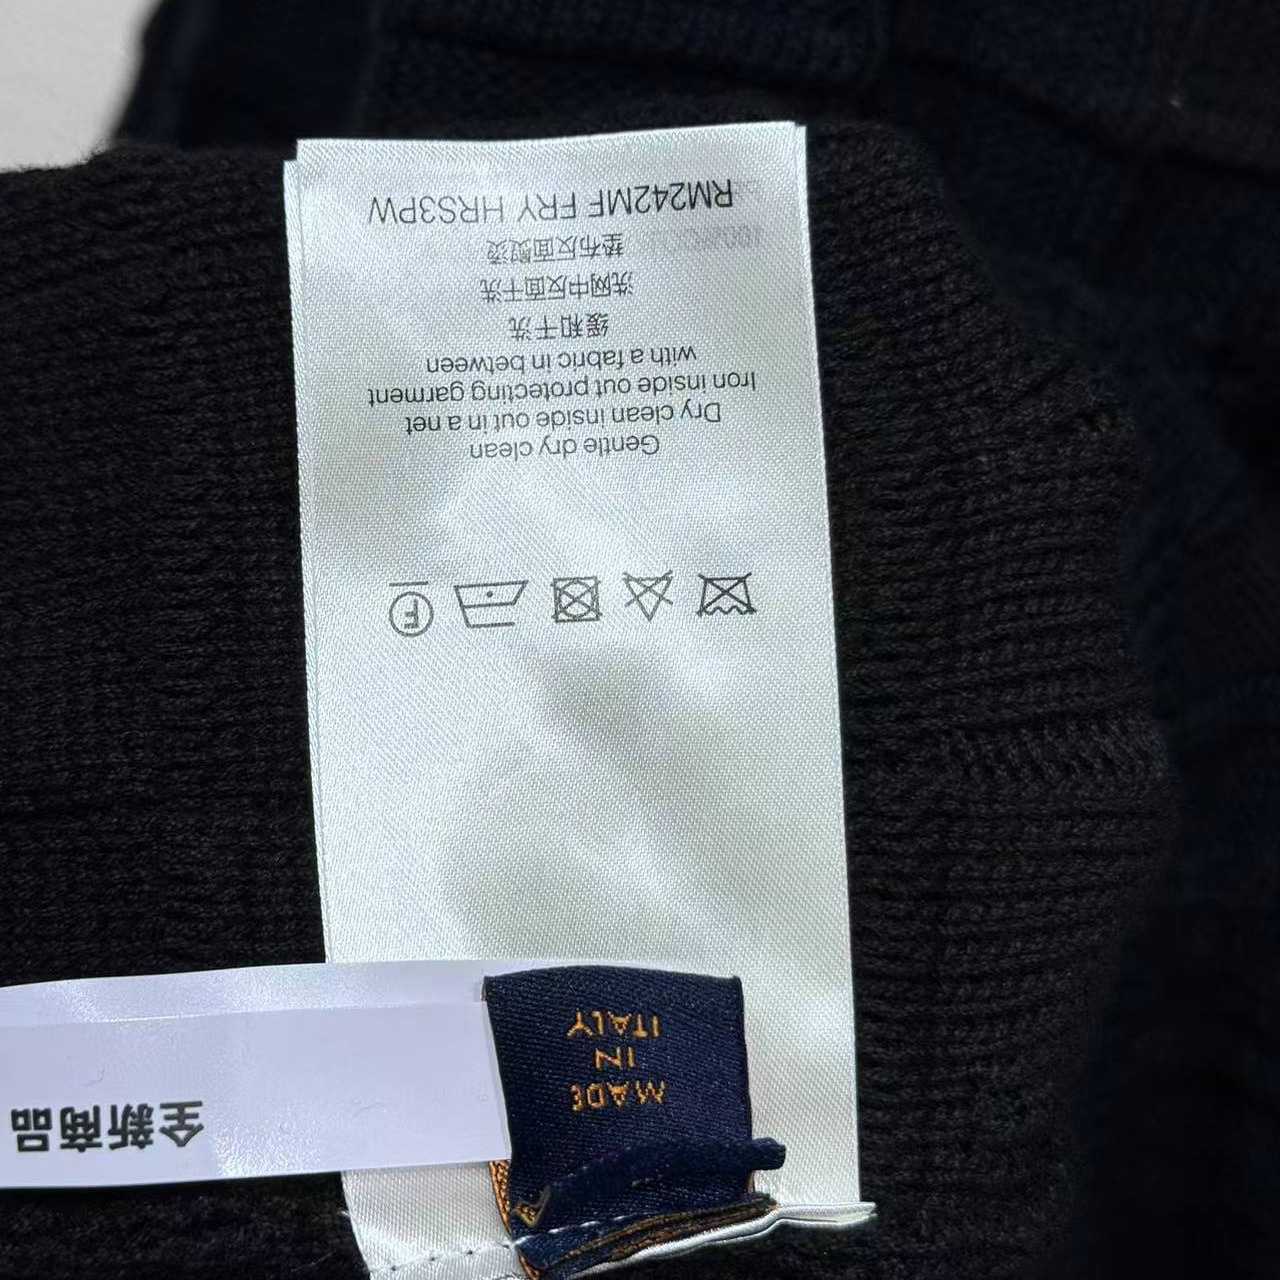 全新商品
MADE
IN
ITALY
F
Gentle dry clean
Dry clean inside out in a net
Iron inside out protecting garment
with a fabric in between
缓和干洗
洗网中反面干洗
垫布反面熨烫
RM242MF FRY HRS3PW